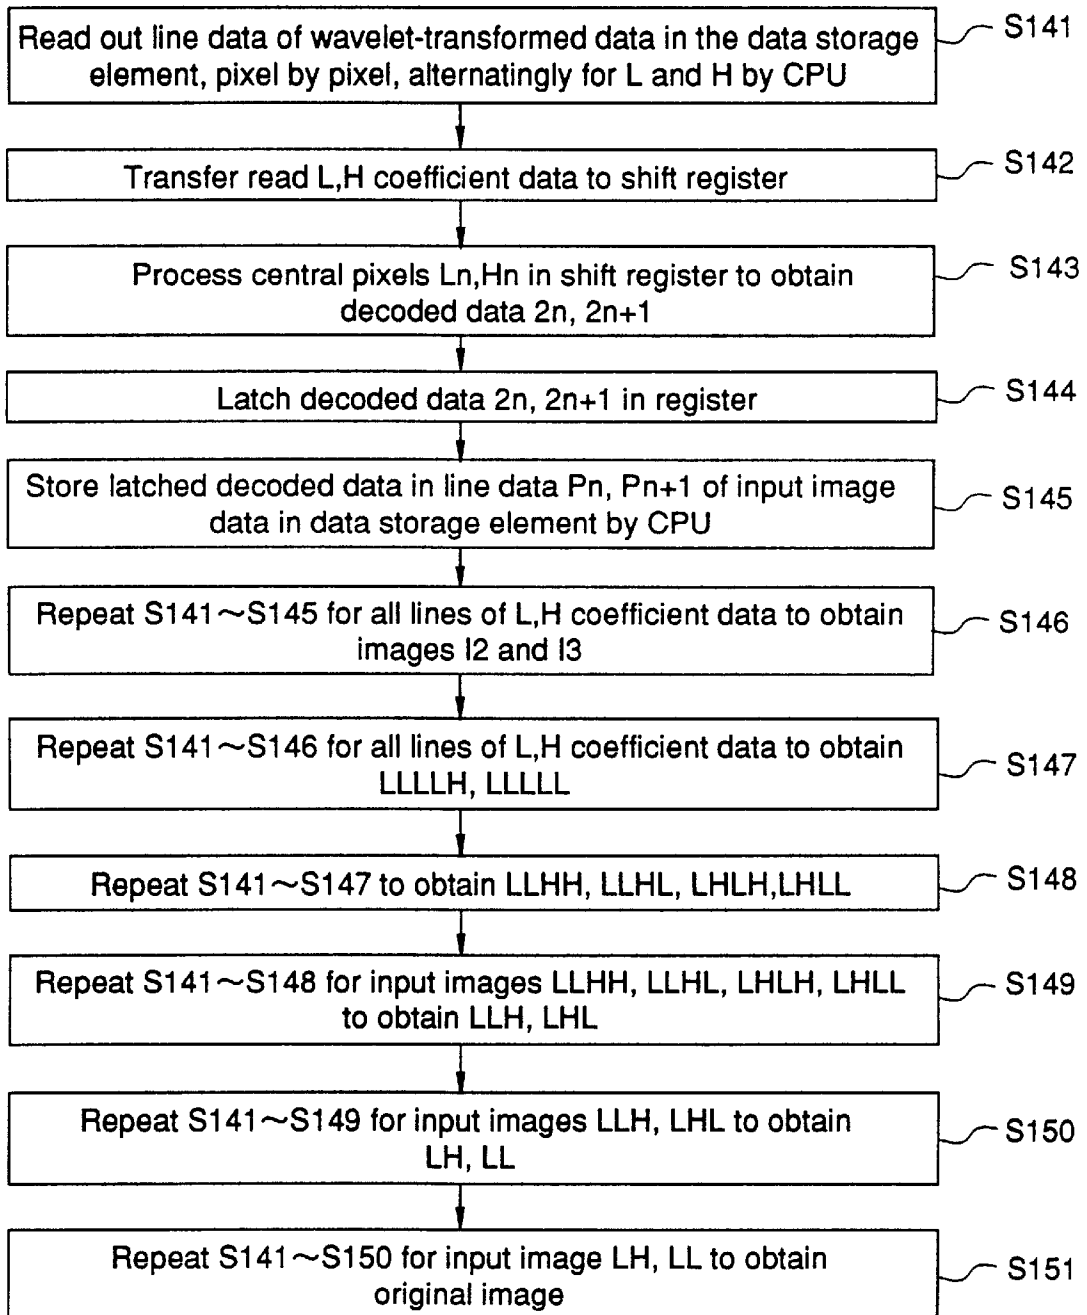 Read out line data of wavelet-transformed data in the data storage
element, pixel by pixel, alternatingly for L and H by CPU
S141
Transfer read L,H coefficient data to shift register
S142
Process central pixels Ln,Hn in shift register to obtain
decoded data 2n, 2n+1
S143
Latch decoded data 2n, 2n+1 in register
S144
Store latched decoded data in line data Pn, Pn+1 of input image
data in data storage element by CPU
S145
Repeat S141~S145 for all lines of L,H coefficient data to obtain
images I2 and I3
S146
Repeat S141~S146 for all lines of L,H coefficient data to obtain
LLLLH, LLLLL
S147
Repeat S141~S147 to obtain LLHH, LLHL, LHLH,LHLL
S148
Repeat S141~S148 for input images LLHH, LLHL, LHLH, LHLL
to obtain LLH, LHL
S149
Repeat S141~S149 for input images LLH, LHL to obtain
LH, LL
S150
Repeat S141~S150 for input image LH, LL to obtain
original image
S151